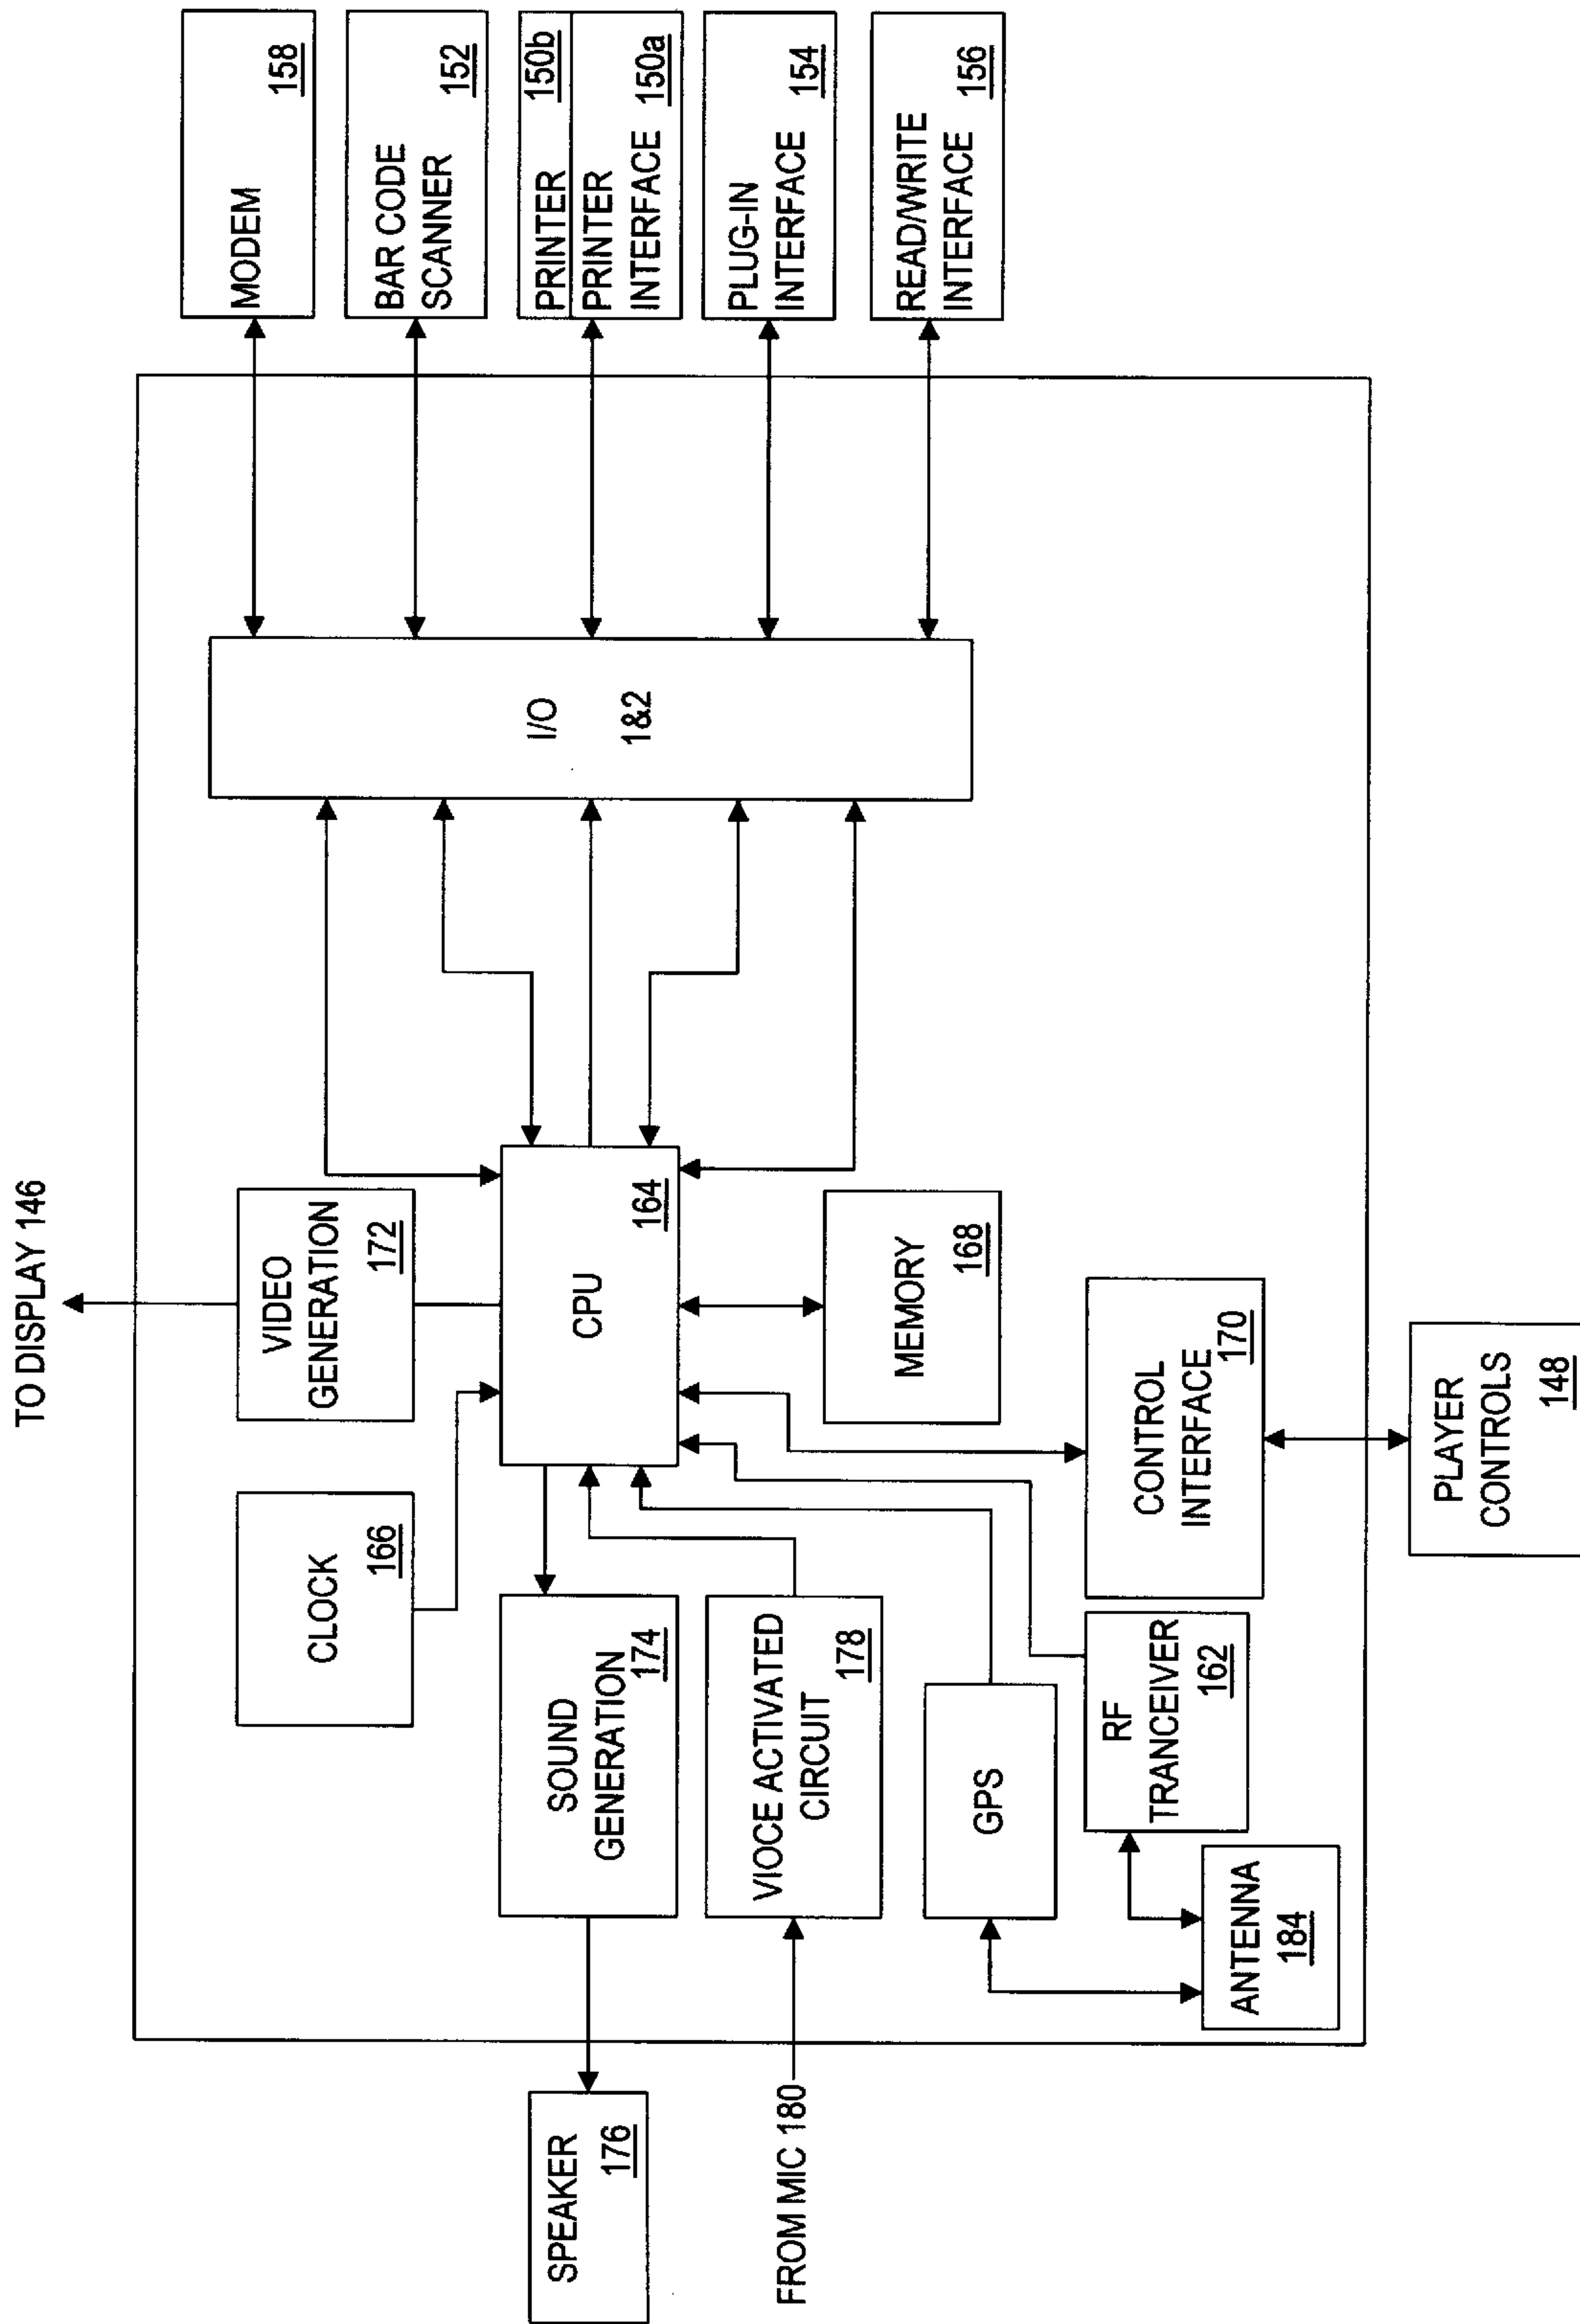 TO DISPLAY 146
SPEAKER
176
FROM MIC 180
CLOCK
166
VIDEO
GENERATION
172
SOUND
GENERATION
174
VIOCE ACTIVATED
CIRCUIT
178
GPS
ANTENNA
184
RF
TRANCEIVER
162
CPU
164
MEMORY
168
CONTROL
INTERFACE
170
PLAYER
CONTROLS
148
I/O
1&2
MODEM
158
BAR CODE
SCANNER
152
PRINTER
150b
PRINTER
INTERFACE
150a
PLUG-IN
INTERFACE
154
READ/WRITE
INTERFACE
156